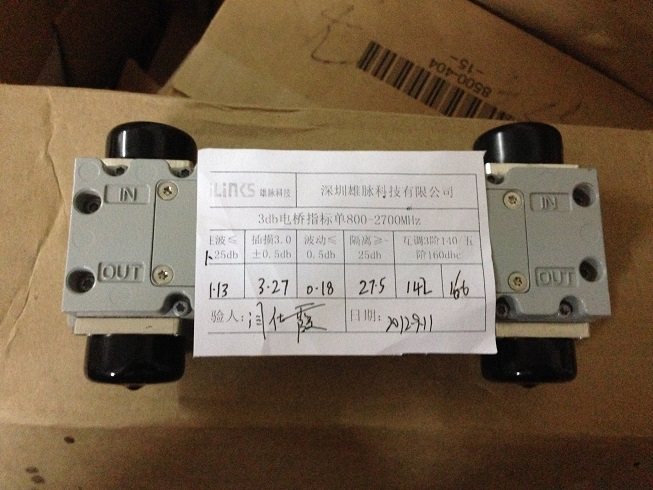 8500-404
-15-
iLinks 雄脉科技 深圳雄脉科技有限公司
3db电桥指标单800-2700MHz
驻波≤ 插损3.0 波动≤ 隔离≥- 互调3阶140 五
1.25db ±0.5db 0.5db 25db 阶160dbc
1.13 3.27 0.18 27.5 142 166
验人: 日期: 2012.9.11
IN
OUT
IN
OUT